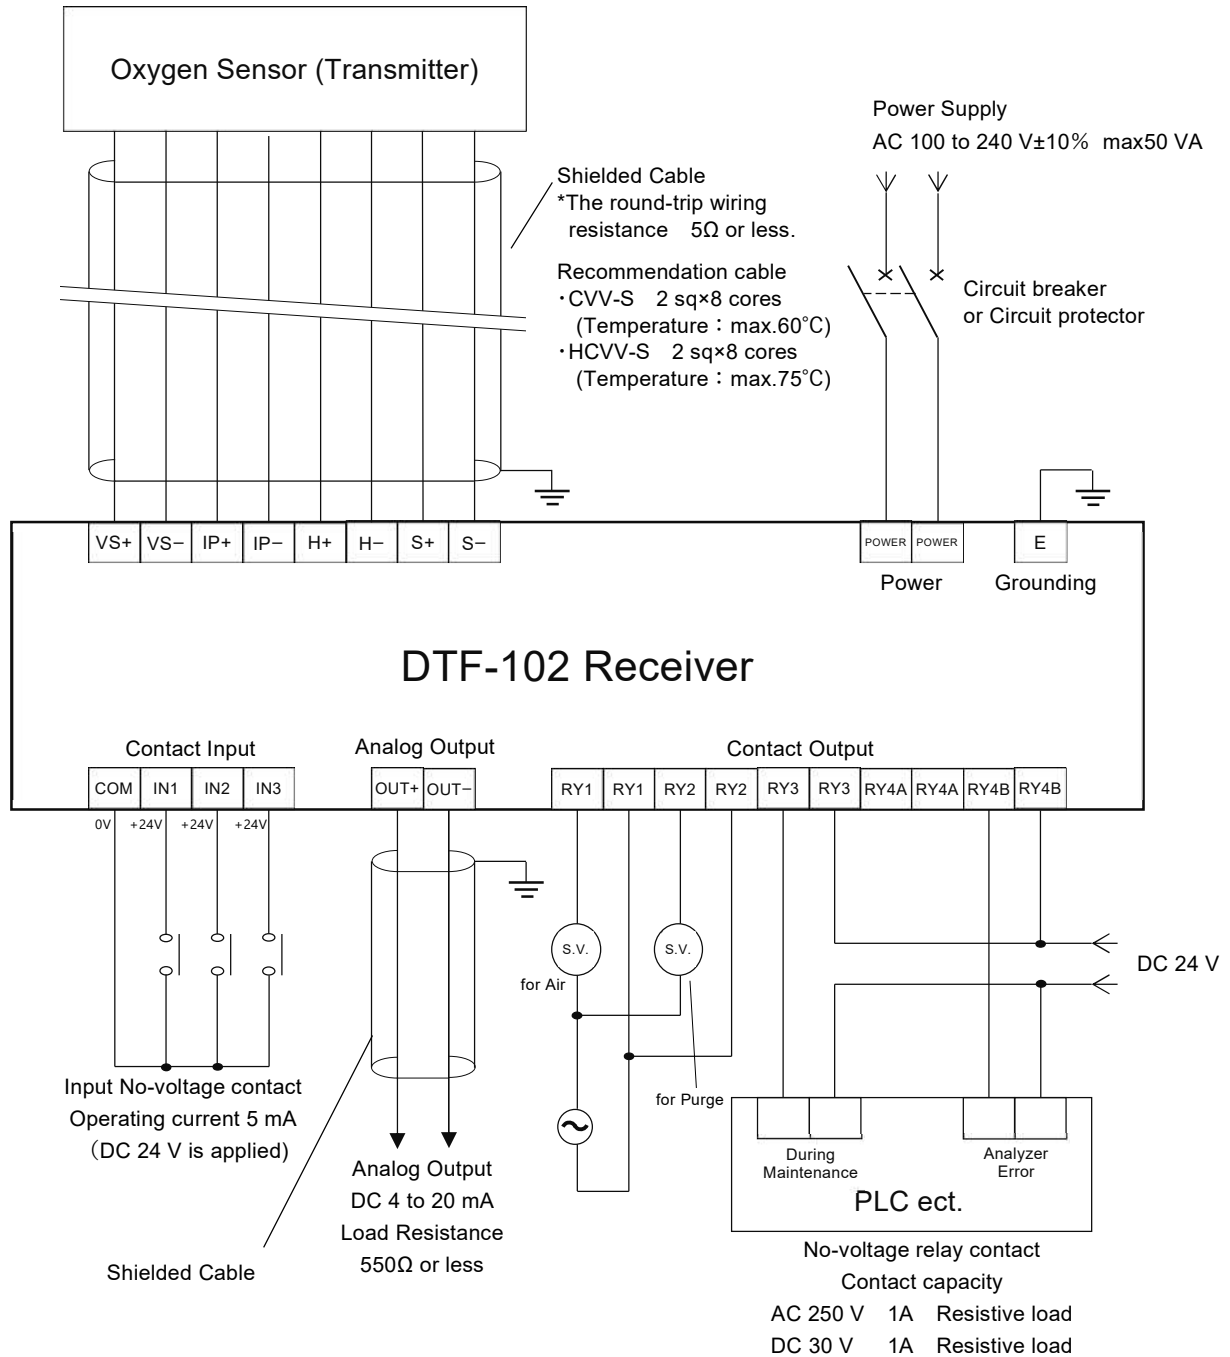 Oxygen Sensor (Transmitter)
Power Supply
AC 100 to 240 V±10%  max50 VA
Shielded Cable
*The round-trip wiring
resistance   5Ω or less.
Recommendation cable
・CVV-S   2 sq×8 cores
(Temperature：max.60℃)
・HCVV-S   2 sq×8 cores
(Temperature：max.75℃)
Circuit breaker
or Circuit protector
VS+ VS− IP+ IP− H+ H− S+ S− POWER POWER E
Power Grounding
DTF-102 Receiver
Contact Input Analog Output Contact Output
COM IN1 IN2 IN3 OUT+ OUT− RY1 RY1 RY2 RY2 RY3 RY3 RY4A RY4A RY4B RY4B
0V +24V +24V +24V
S.V. S.V.
for Air
DC 24 V
for Purge
Input No-voltage contact
Operating current 5 mA
（DC 24 V is applied)
Shielded Cable
Analog Output
DC 4 to 20 mA
Load Resistance
550Ω or less
During
Maintenance
Analyzer
Error
PLC ect.
No-voltage relay contact
Contact capacity
AC 250 V   1A   Resistive load
DC 30 V   1A   Resistive load